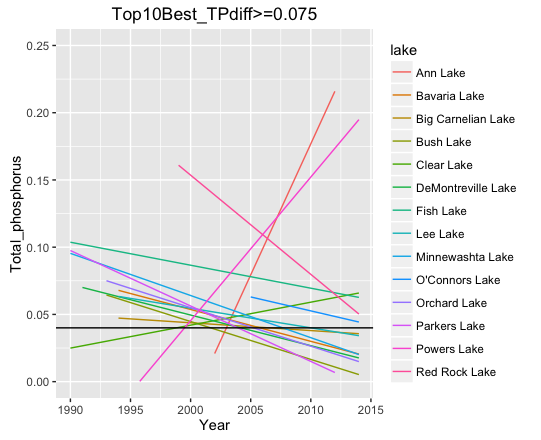 Top10Best_TPdiff>=0.075
Total_phosphorus
0.25
0.20
0.15
0.10
0.05
0.00
1990 1995 2000 2005 2010 2015
Year
lake
Ann Lake
Bavaria Lake
Big Carnelian Lake
Bush Lake
Clear Lake
DeMontreville Lake
Fish Lake
Lee Lake
Minnewashta Lake
O'Connors Lake
Orchard Lake
Parkers Lake
Powers Lake
Red Rock Lake